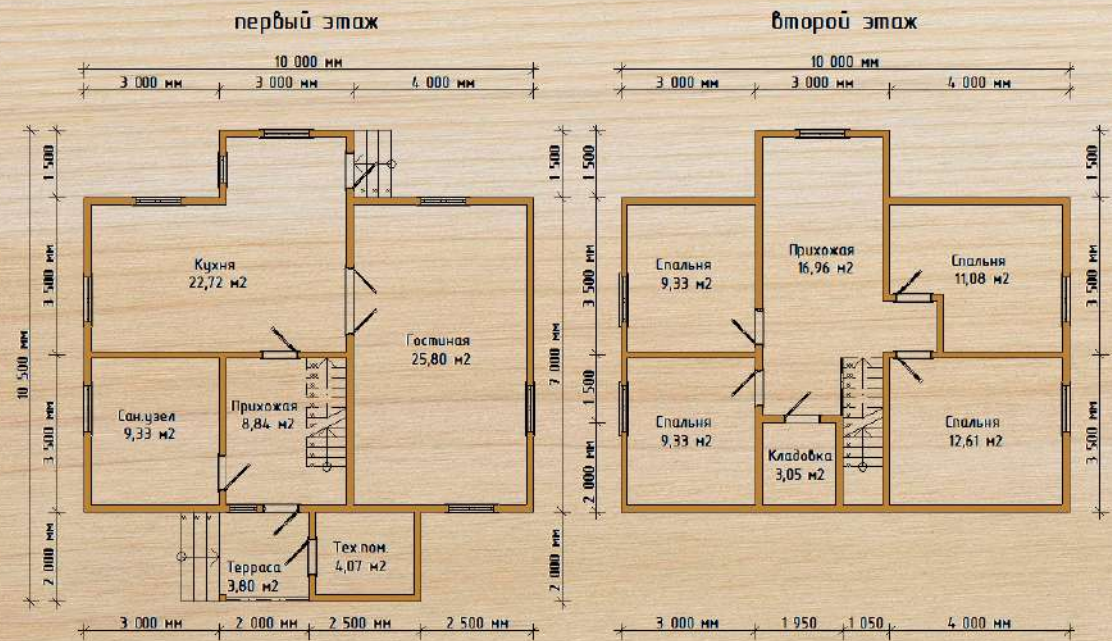 первый этаж
10 000 мм
3 000 мм
3 000 мм
4 000 мм
10 500 мм
1 500
3 500 мм
3 500 мм
2 000 мм
Кухня
22,72 м2
Гостиная
25,80 м2
Сан.узел
9,33 м2
Прихожая
8,84 м2
Терраса
3,80 м2
Тех.пом.
4,07 м2
1 500
7 000 мм
2 000 мм
3 000 мм
2 000 мм
2 500 мм
2 500 мм
второй этаж
10 000 мм
3 000 мм
3 000 мм
4 000 мм
1 500
3 500 мм
1 500
2 000 мм
Спальня
9,33 м2
Прихожая
16,96 м2
Спальня
11,08 м2
Спальня
9,33 м2
Кладовка
3,05 м2
Спальня
12,61 м2
1 500
3 500 мм
3 500 мм
3 000 мм
1 950
1 050
4 000 мм